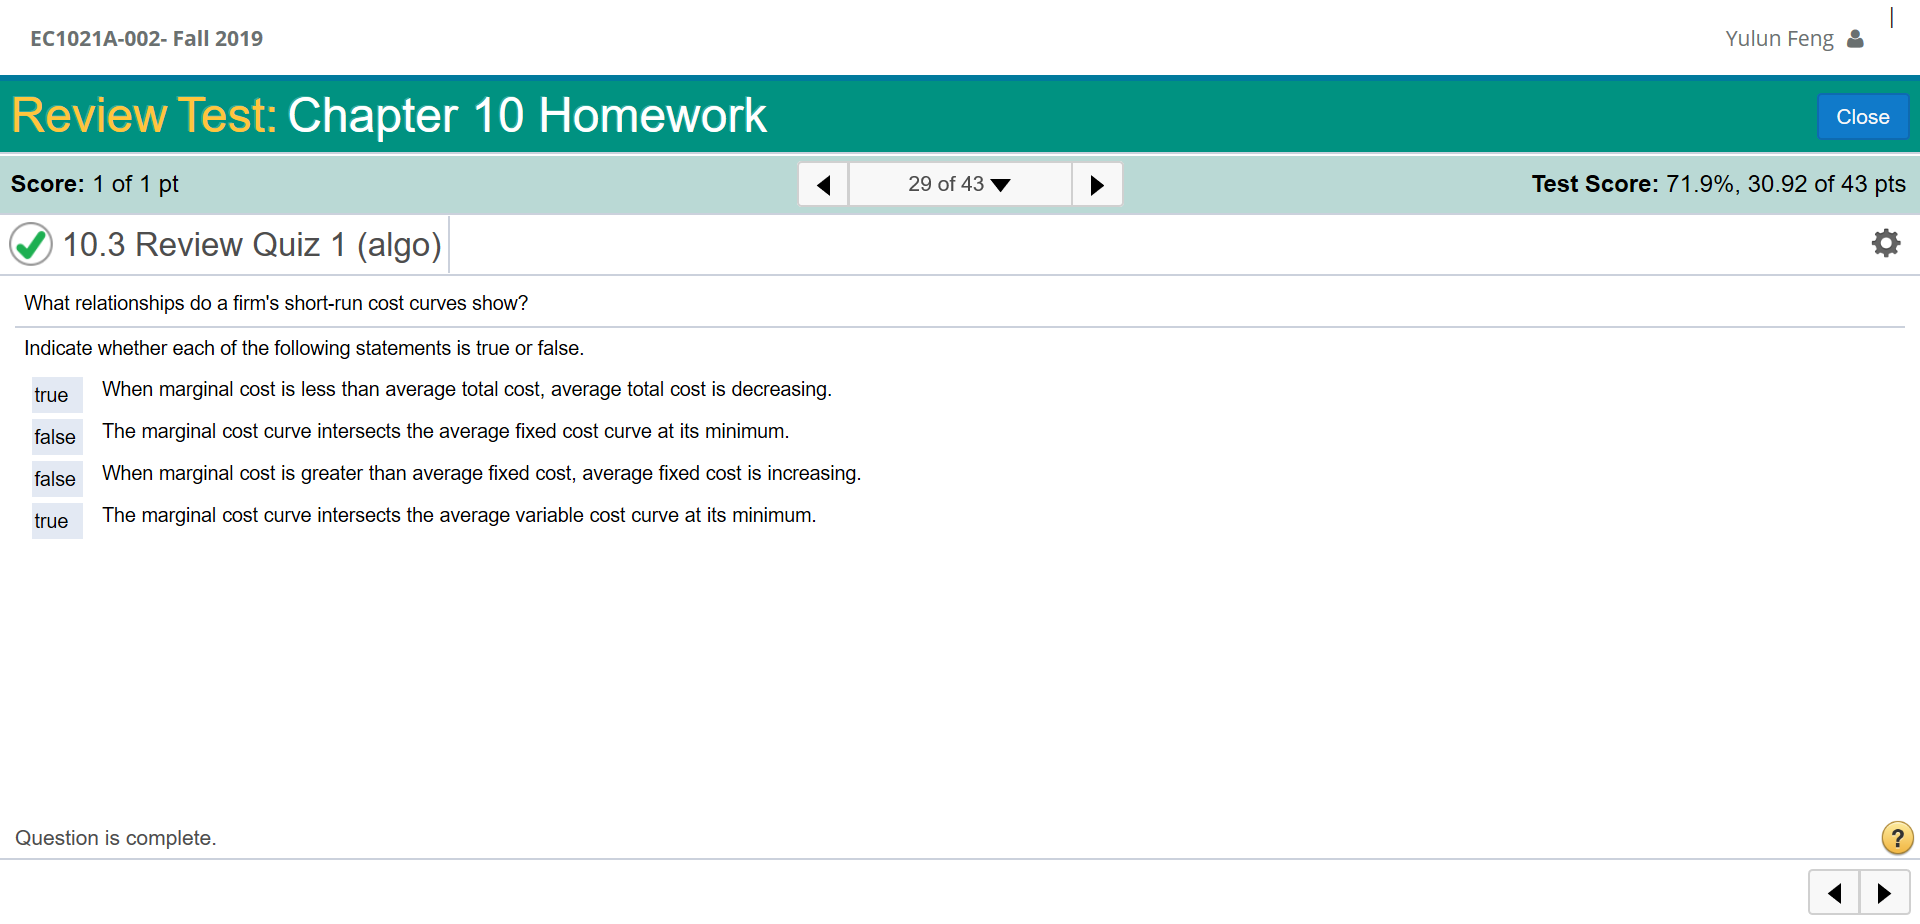 EC1021A-002- Fall 2019
Yulun Feng
Review Test: Chapter 10 Homework
Close
Score: 1 of 1 pt
29 of 43
Test Score: 71.9%, 30.92 of 43 pts
10.3 Review Quiz 1 (algo)
What relationships do a firm's short-run cost curves show?
Indicate whether each of the following statements is true or false.
true When marginal cost is less than average total cost, average total cost is decreasing.
false The marginal cost curve intersects the average fixed cost curve at its minimum.
false When marginal cost is greater than average fixed cost, average fixed cost is increasing.
true The marginal cost curve intersects the average variable cost curve at its minimum.
Question is complete.
?